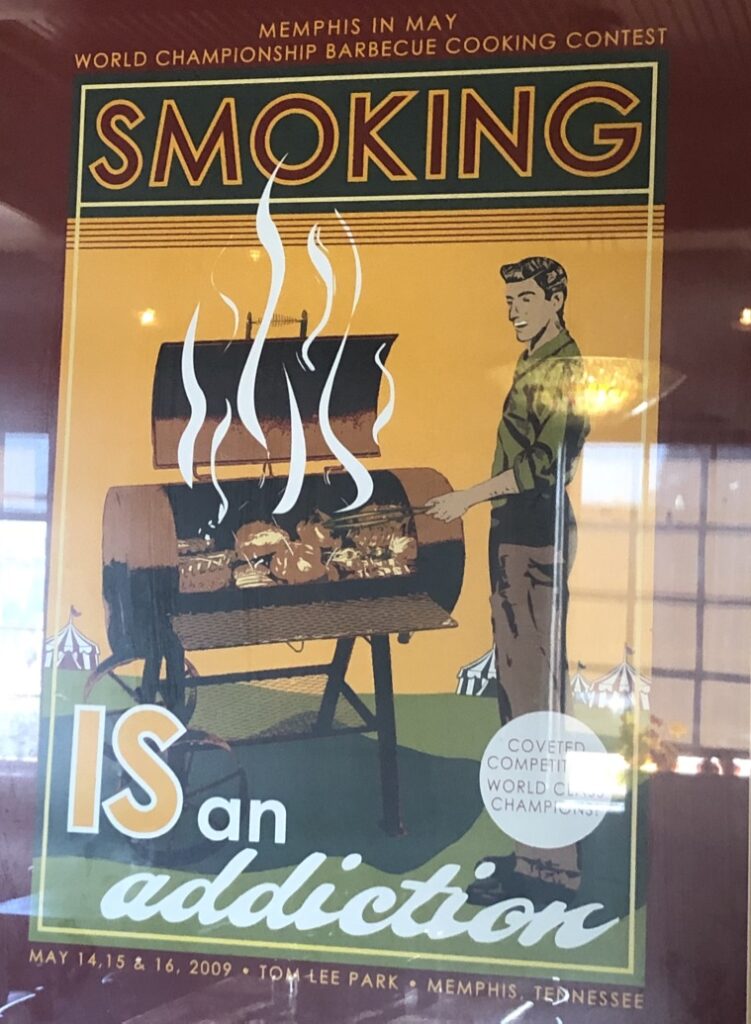 MEMPHIS IN MAY
WORLD CHAMPIONSHIP BARBECUE COOKING CONTEST
SMOKING
IS an
addiction
COVETED
WORLD CLASS
CHAMPIONS!
MAY 14,15 & 16, 2009 • TOM LEE PARK • MEMPHIS, TENNESSEE